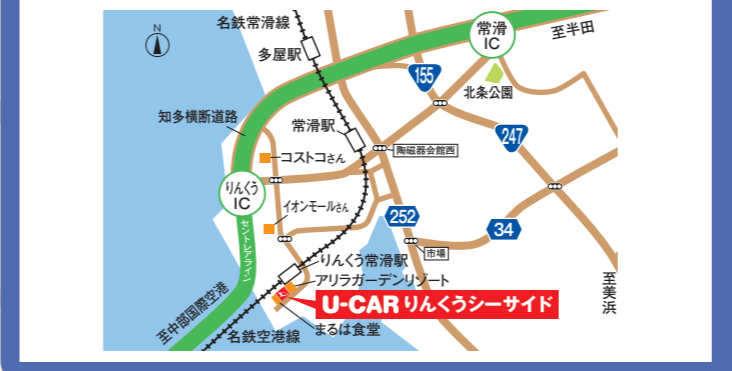 N
名鉄常滑線
多屋駅
常滑
IC
至半田
155
北条公園
知多横断道路
常滑駅
247
陶磁器会館西
コストコさん
りんくう
IC
イオンモールさん
252
34
セントレアライン
市場
りんくう常滑駅
アリラガーデンリゾート
至美浜
U-CARりんくうシーサイド
至中部国際空港
まるは食堂
名鉄空港線